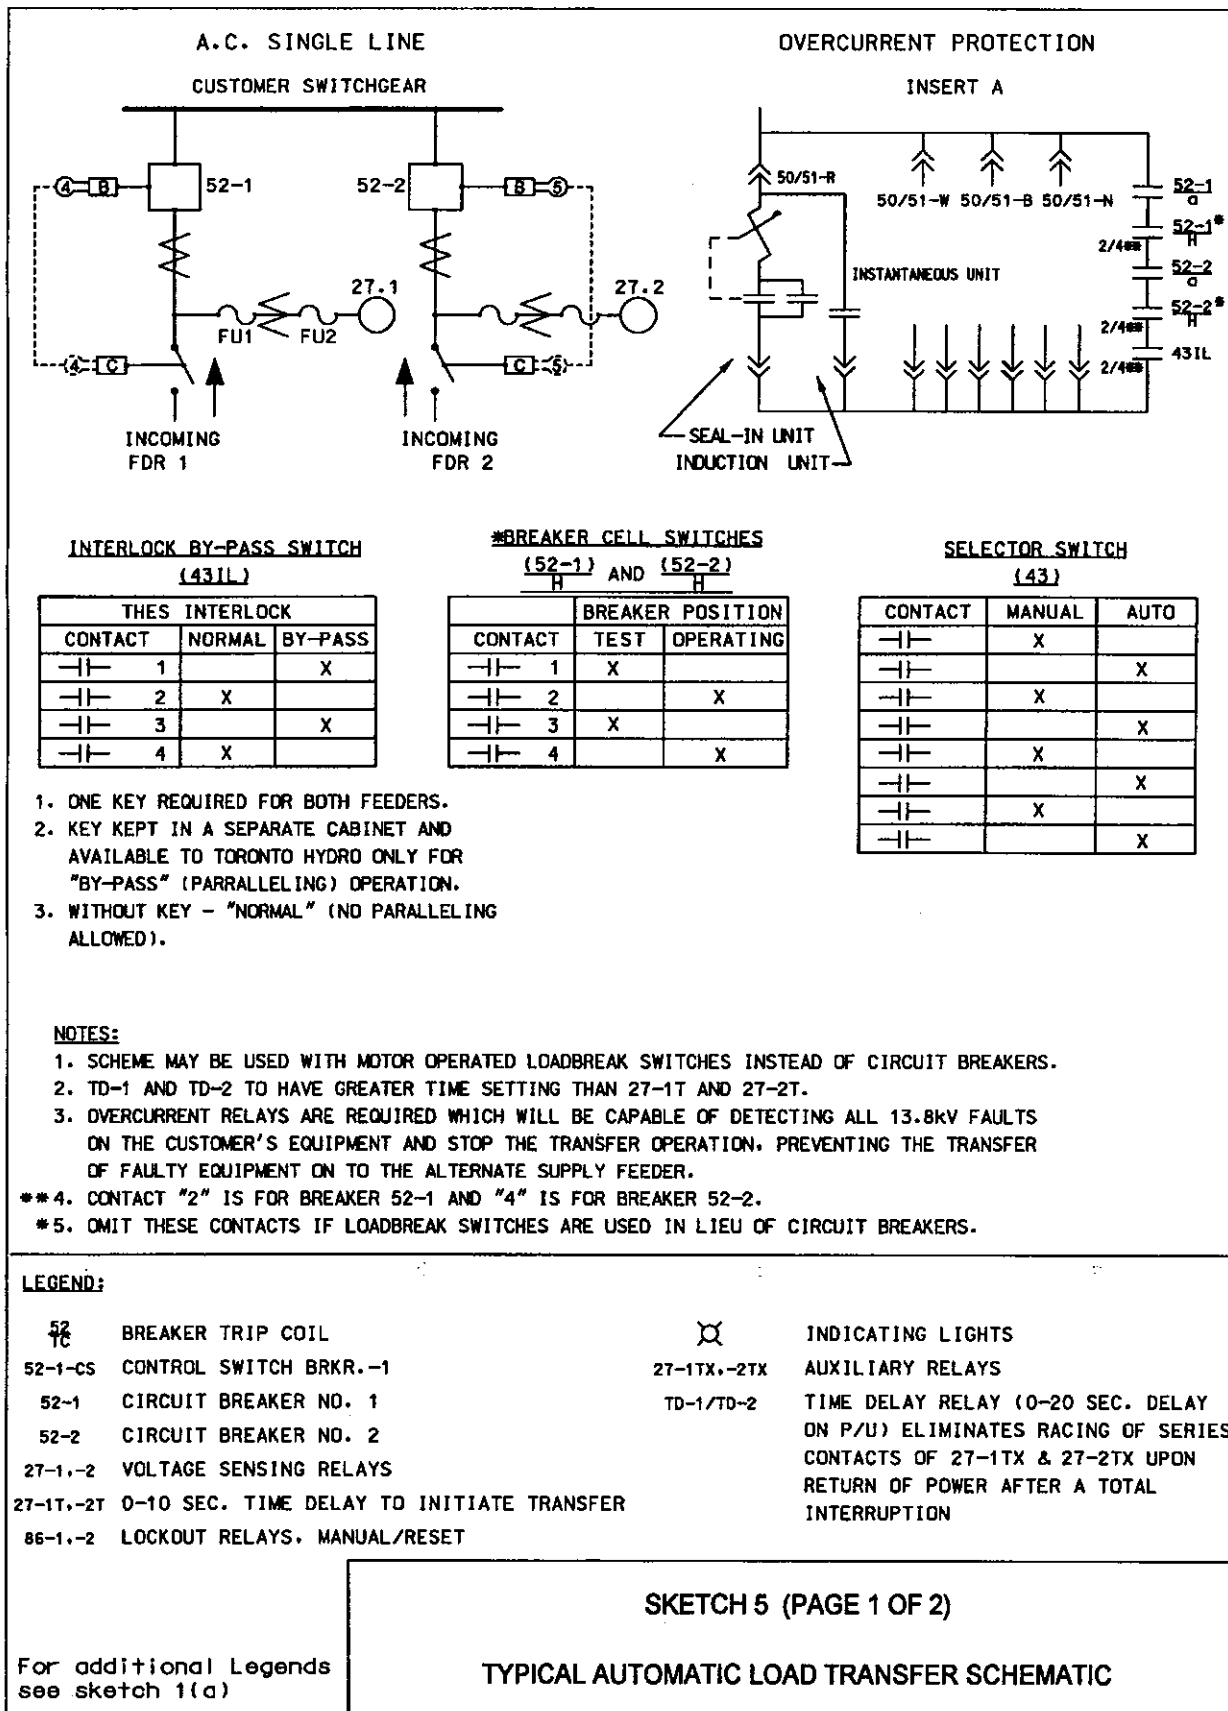 A.C. SINGLE LINE
CUSTOMER SWITCHGEAR
4 B 52-1
52-2 B 5
27.1
27.2
FU1 FU2
4 C
C 5
INCOMING
FDR 1
INCOMING
FDR 2
OVERCURRENT PROTECTION
INSERT A
50/51-R
50/51-W 50/51-B 50/51-N
52-1
a
52-1*
H
2/4**
52-2
a
52-2*
H
2/4**
43IL
2/4**
INSTANTANEOUS UNIT
SEAL-IN UNIT
INDUCTION UNIT
INTERLOCK BY-PASS SWITCH
(43IL)
THES INTERLOCK
CONTACT NORMAL BY-PASS
1 X
2 X
3 X
4 X
1. ONE KEY REQUIRED FOR BOTH FEEDERS.
2. KEY KEPT IN A SEPARATE CABINET AND
AVAILABLE TO TORONTO HYDRO ONLY FOR
"BY-PASS" (PARRALLELING) OPERATION.
3. WITHOUT KEY - "NORMAL" (NO PARALLELING
ALLOWED).
*BREAKER CELL SWITCHES
(52-1) AND (52-2)
H H
BREAKER POSITION
CONTACT TEST OPERATING
1 X
2 X
3 X
4 X
SELECTOR SWITCH
(43)
CONTACT MANUAL AUTO
X
X
X
X
X
X
X
X
NOTES:
1. SCHEME MAY BE USED WITH MOTOR OPERATED LOADBREAK SWITCHES INSTEAD OF CIRCUIT BREAKERS.
2. TD-1 AND TD-2 TO HAVE GREATER TIME SETTING THAN 27-1T AND 27-2T.
3. OVERCURRENT RELAYS ARE REQUIRED WHICH WILL BE CAPABLE OF DETECTING ALL 13.8kV FAULTS
ON THE CUSTOMER'S EQUIPMENT AND STOP THE TRANSFER OPERATION, PREVENTING THE TRANSFER
OF FAULTY EQUIPMENT ON TO THE ALTERNATE SUPPLY FEEDER.
**4. CONTACT "2" IS FOR BREAKER 52-1 AND "4" IS FOR BREAKER 52-2.
*5. OMIT THESE CONTACTS IF LOADBREAK SWITCHES ARE USED IN LIEU OF CIRCUIT BREAKERS.
LEGEND:
52
TC BREAKER TRIP COIL
52-1-CS CONTROL SWITCH BRKR.-1
52-1 CIRCUIT BREAKER NO. 1
52-2 CIRCUIT BREAKER NO. 2
27-1,-2 VOLTAGE SENSING RELAYS
27-1T,-2T 0-10 SEC. TIME DELAY TO INITIATE TRANSFER
86-1,-2 LOCKOUT RELAYS, MANUAL/RESET
INDICATING LIGHTS
27-1TX,-2TX AUXILIARY RELAYS
TD-1/TD-2 TIME DELAY RELAY (0-20 SEC. DELAY
ON P/U) ELIMINATES RACING OF SERIES
CONTACTS OF 27-1TX & 27-2TX UPON
RETURN OF POWER AFTER A TOTAL
INTERRUPTION
For additional Legends
see sketch 1(a)
SKETCH 5 (PAGE 1 OF 2)
TYPICAL AUTOMATIC LOAD TRANSFER SCHEMATIC